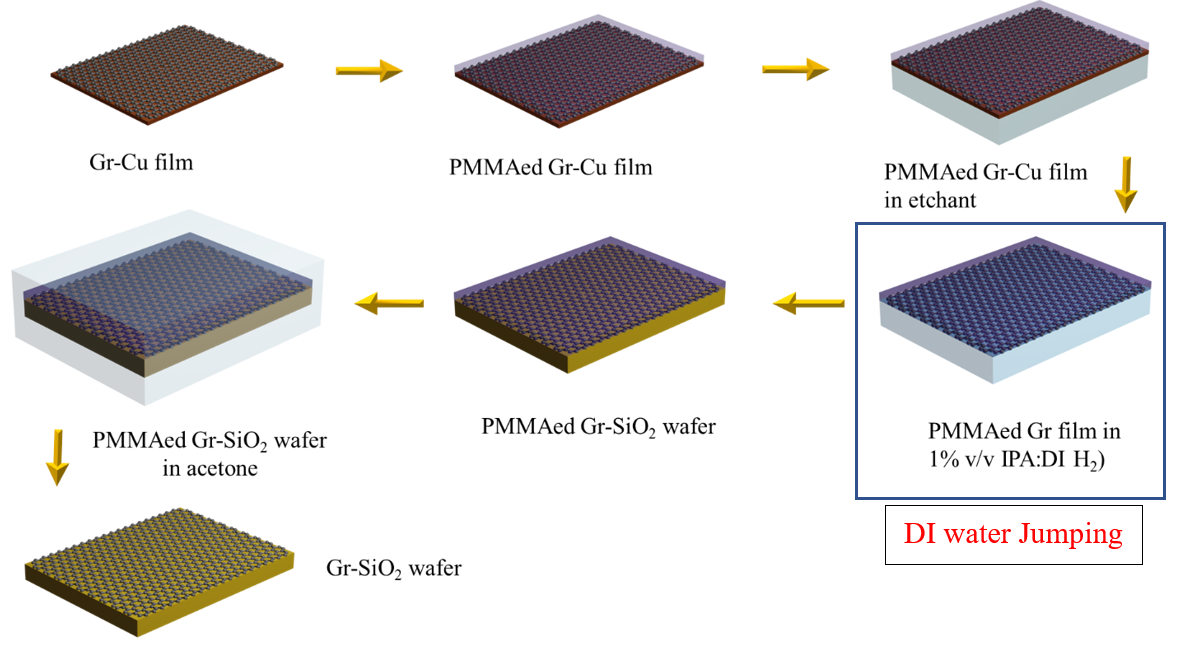 Gr-Cu film
PMMAed Gr-Cu film
PMMAed Gr-Cu film
in etchant
PMMAed Gr film in
1% v/v IPA:DI H₂)
DI water Jumping
PMMAed Gr-SiO₂ wafer
PMMAed Gr-SiO₂ wafer
in acetone
Gr-SiO₂ wafer